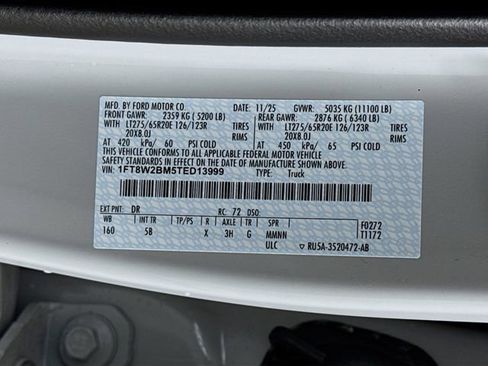 MFD. BY FORD MOTOR CO. DATE: 11/25 GVWR: 5035 KG (11100 LB)
FRONT GAWR: 2359 KG (5200 LB) REAR GAWR: 2876 KG (6340 LB)
WITH LT275/65R20E 126/123R TIRES WITH LT275/65R20E 126/123R TIRES
20X8.0J RIMS 20X8.0J RIMS
AT 420 kPa/ 60 PSI COLD AT 450 kPa/ 65 PSI COLD
THIS VEHICLE CONFORMS TO ALL APPLICABLE FEDERAL MOTOR VEHICLE
SAFETY STANDARDS IN EFFECT ON THE DATE OF MANUFACTURE SHOWN ABOVE.
VIN: 1FT8W2BM5TED13999 TYPE: Truck
EXT PNT: DR RC: 72 DSO: F0272
WB INT TR TP/PS R AXLE TR T1172
160 5B X 3H G MMNN
ULC RU5A-3520472-AB